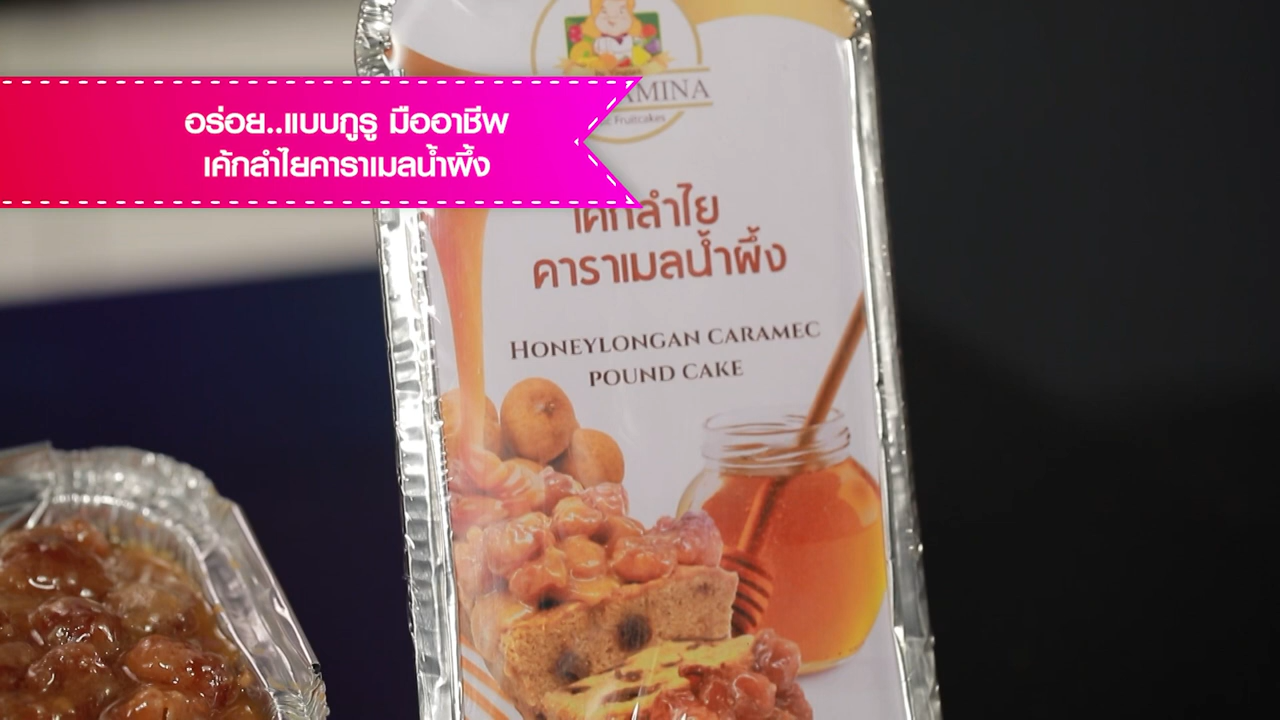 อร่อย..แบบกูรู มืออาชีพ
เค้กลำไยคาราเมลน้ำผึ้ง
AMINA
Fruitcakes
เค้กลำไย
คาราเมลน้ำผึ้ง
HONEYLONGAN CARAMEC
POUND CAKE